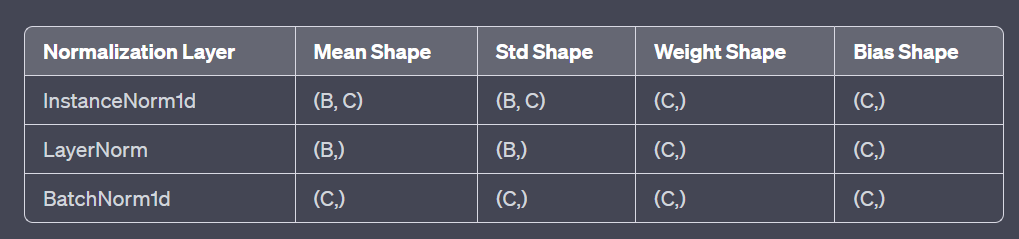 Normalization Layer Mean Shape Std Shape Weight Shape Bias Shape
InstanceNorm1d (B, C) (B, C) (C,) (C,)
LayerNorm (B,) (B,) (C,) (C,)
BatchNorm1d (C,) (C,) (C,) (C,)